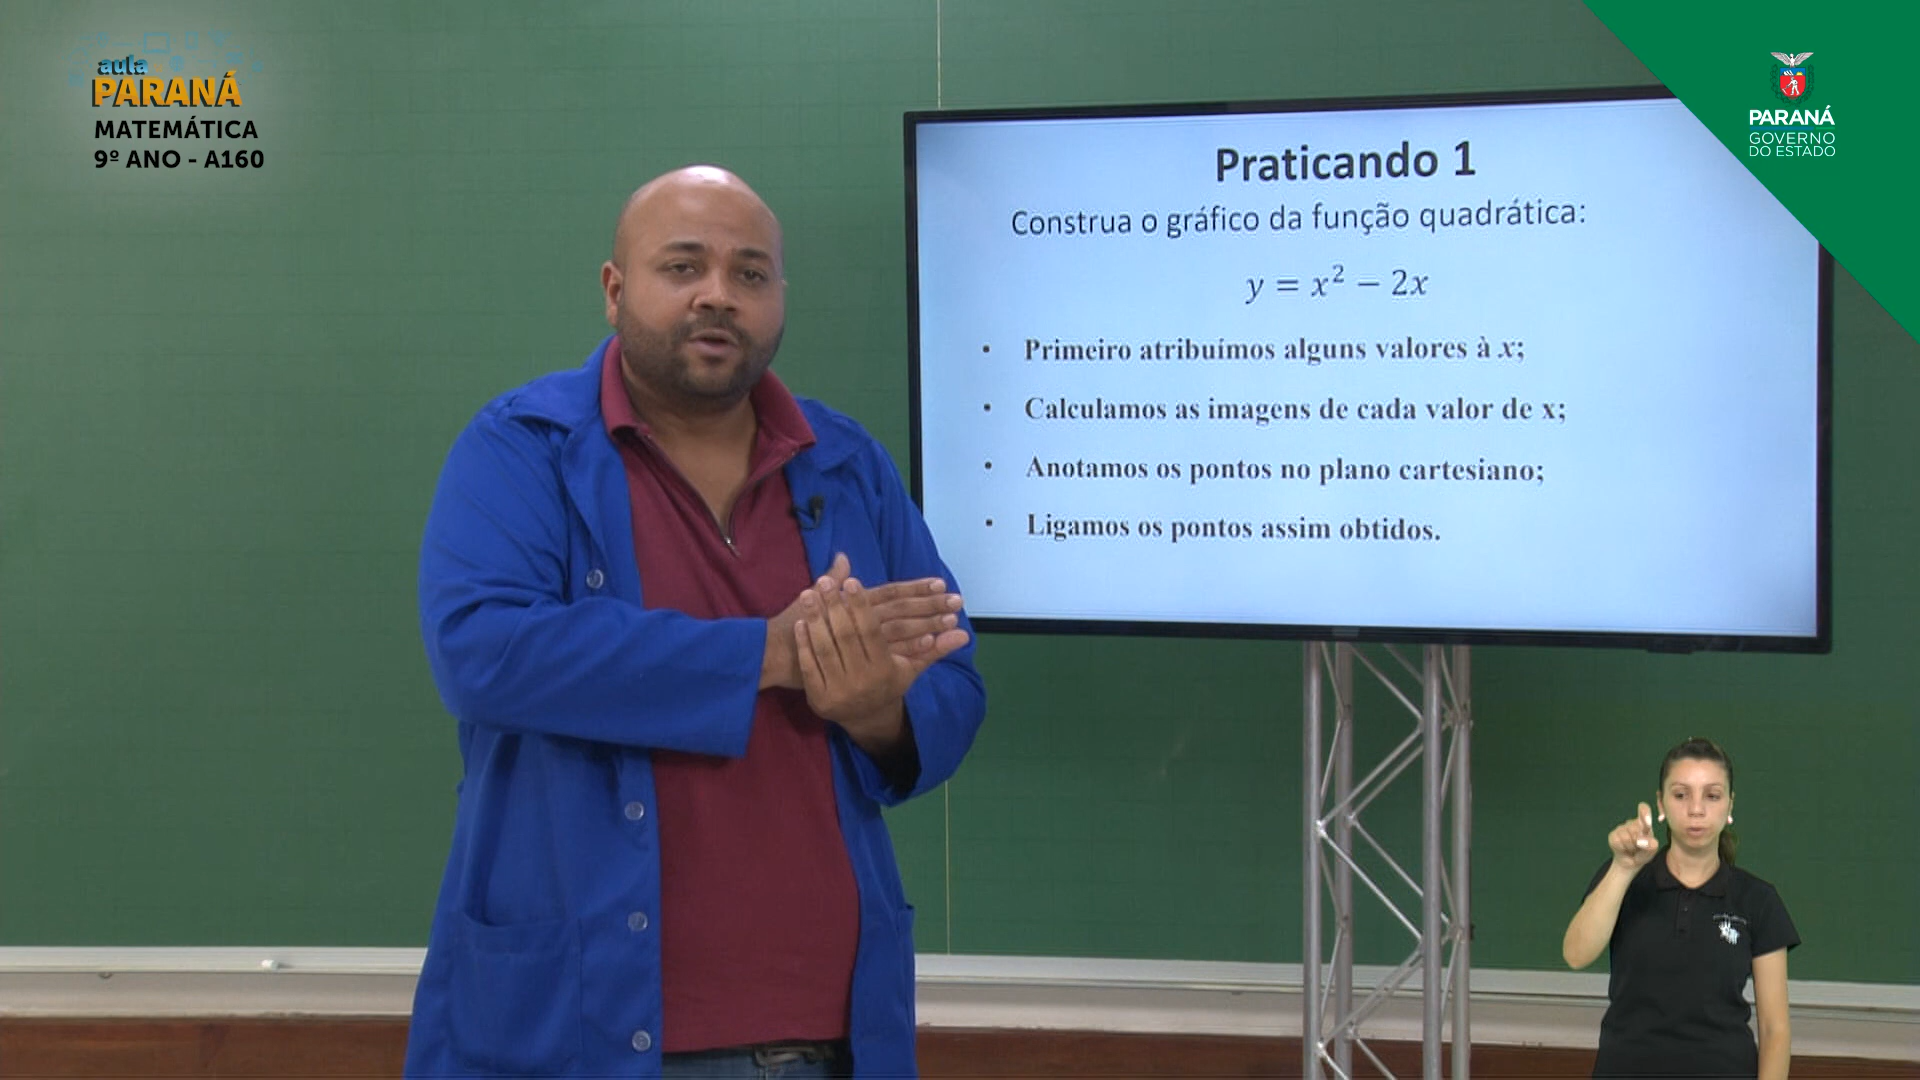 aula
PARANÁ
MATEMÁTICA
9º ANO - A160
PARANÁ
GOVERNO
DO ESTADO
Praticando 1
Construa o gráfico da função quadrática:
y = x² − 2x
• Primeiro atribuímos alguns valores à x;
• Calculamos as imagens de cada valor de x;
• Anotamos os pontos no plano cartesiano;
• Ligamos os pontos assim obtidos.